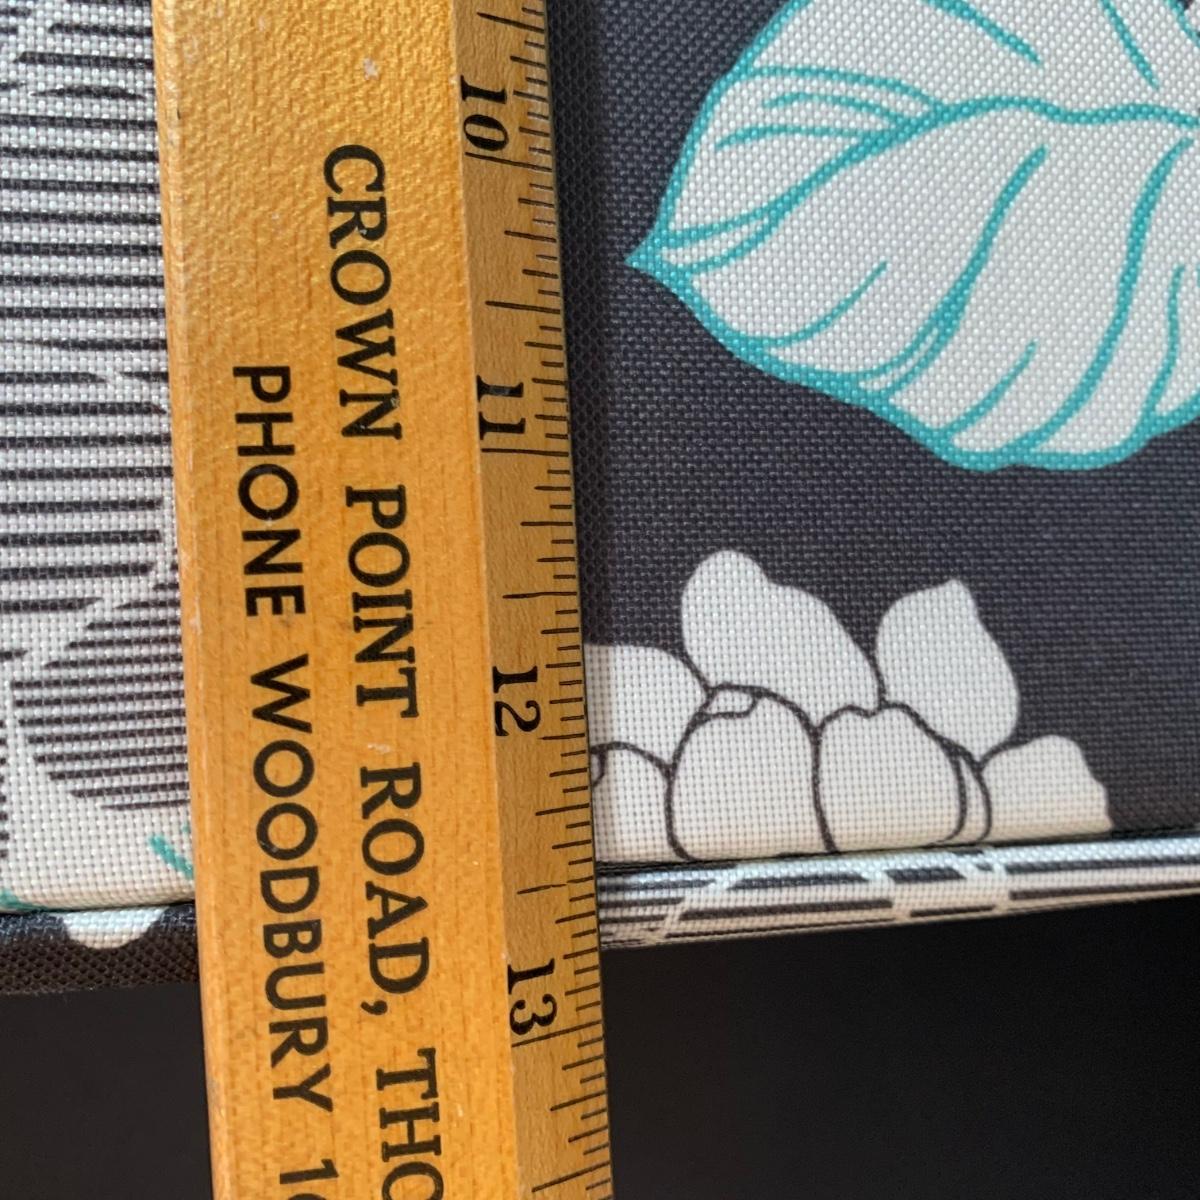 10 11 12 13
CROWN POINT ROAD, THO
PHONE WOODBURY 1